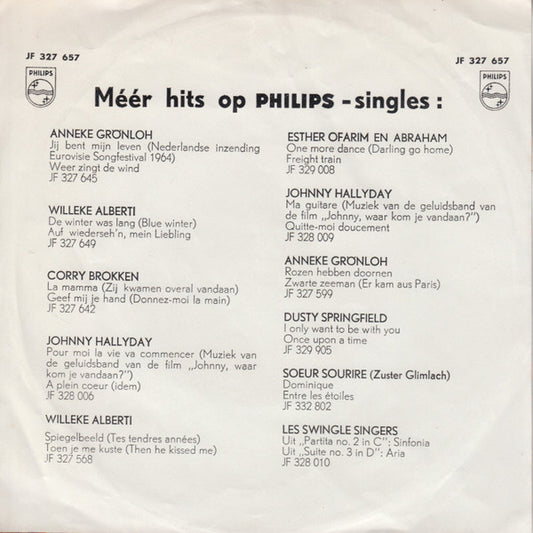 JF 327 657
JF 327 657
PHILIPS
PHILIPS
Méér hits op PHILIPS - singles :
ANNEKE GRÖNLOH
Jij bent mijn leven (Nederlandse inzending
Eurovisie Songfestival 1964)
Weer zingt de wind
JF 327 645
WILLEKE ALBERTI
De winter was lang (Blue winter)
Auf wiederseh'n, mein Liebling
JF 327 649
CORRY BROKKEN
La mamma (Zij kwamen overal vandaan)
Geef mij je hand (Donnez-moi la main)
JF 327 642
JOHNNY HALLYDAY
Pour moi la vie va commencer (Muziek van
de geluidsband van de film „Johnny, waar
kom je vandaan?")
A plein coeur (idem)
JF 328 006
WILLEKE ALBERTI
Spiegelbeeld (Tes tendres années)
Toen je me kuste (Then he kissed me)
JF 327 568
ESTHER OFARIM EN ABRAHAM
One more dance (Darling go home)
Freight train
JF 329 008
JOHNNY HALLYDAY
Ma guitare (Muziek van de geluidsband van
de film „Johnny, waar kom je vandaan?")
Quitte-moi doucement
JF 328 009
ANNEKE GRÖNLOH
Rozen hebben doornen
Zwarte zeeman (Er kam aus Paris)
JF 327 599
DUSTY SPRINGFIELD
I only want to be with you
Once upon a time
JF 329 905
SOEUR SOURIRE (Zuster Glimlach)
Dominique
Entre les étoiles
JF 332 802
LES SWINGLE SINGERS
Uit „Partita no. 2 in C": Sinfonia
Uit „Suite no. 3 in D": Aria
JF 328 010